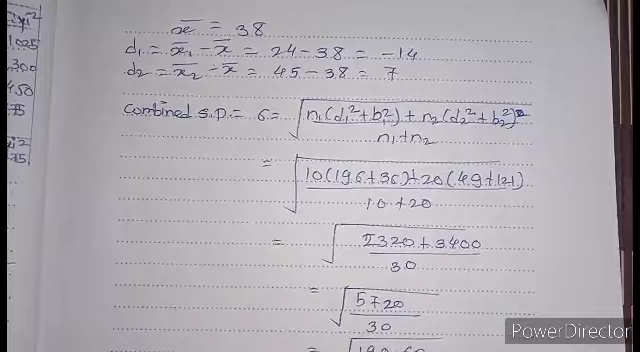 x̄ = 38
d₁ = x̄₁ - x̄ = 24 - 38 = -14
d₂ = x̄₂ - x̄ = 45 - 38 = 7
Combined S.D. = 6 = √(n₁(d₁²+b₁²) + n₂(d₂²+b₂²) / n₁+n₂)
= √(10(196+36)+20(49+121) / 10+20)
= √(2320+3400 / 30)
= √(5720 / 30)
PowerDirector